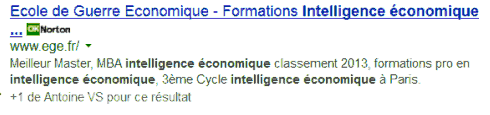 Ecole de Guerre Economique - Formations Intelligence économique
... OK Norton
www.ege.fr/
Meilleur Master, MBA intelligence économique classement 2013, formations pro en
intelligence économique, 3ème Cycle intelligence économique à Paris.
+1 de Antoine VS pour ce résultat